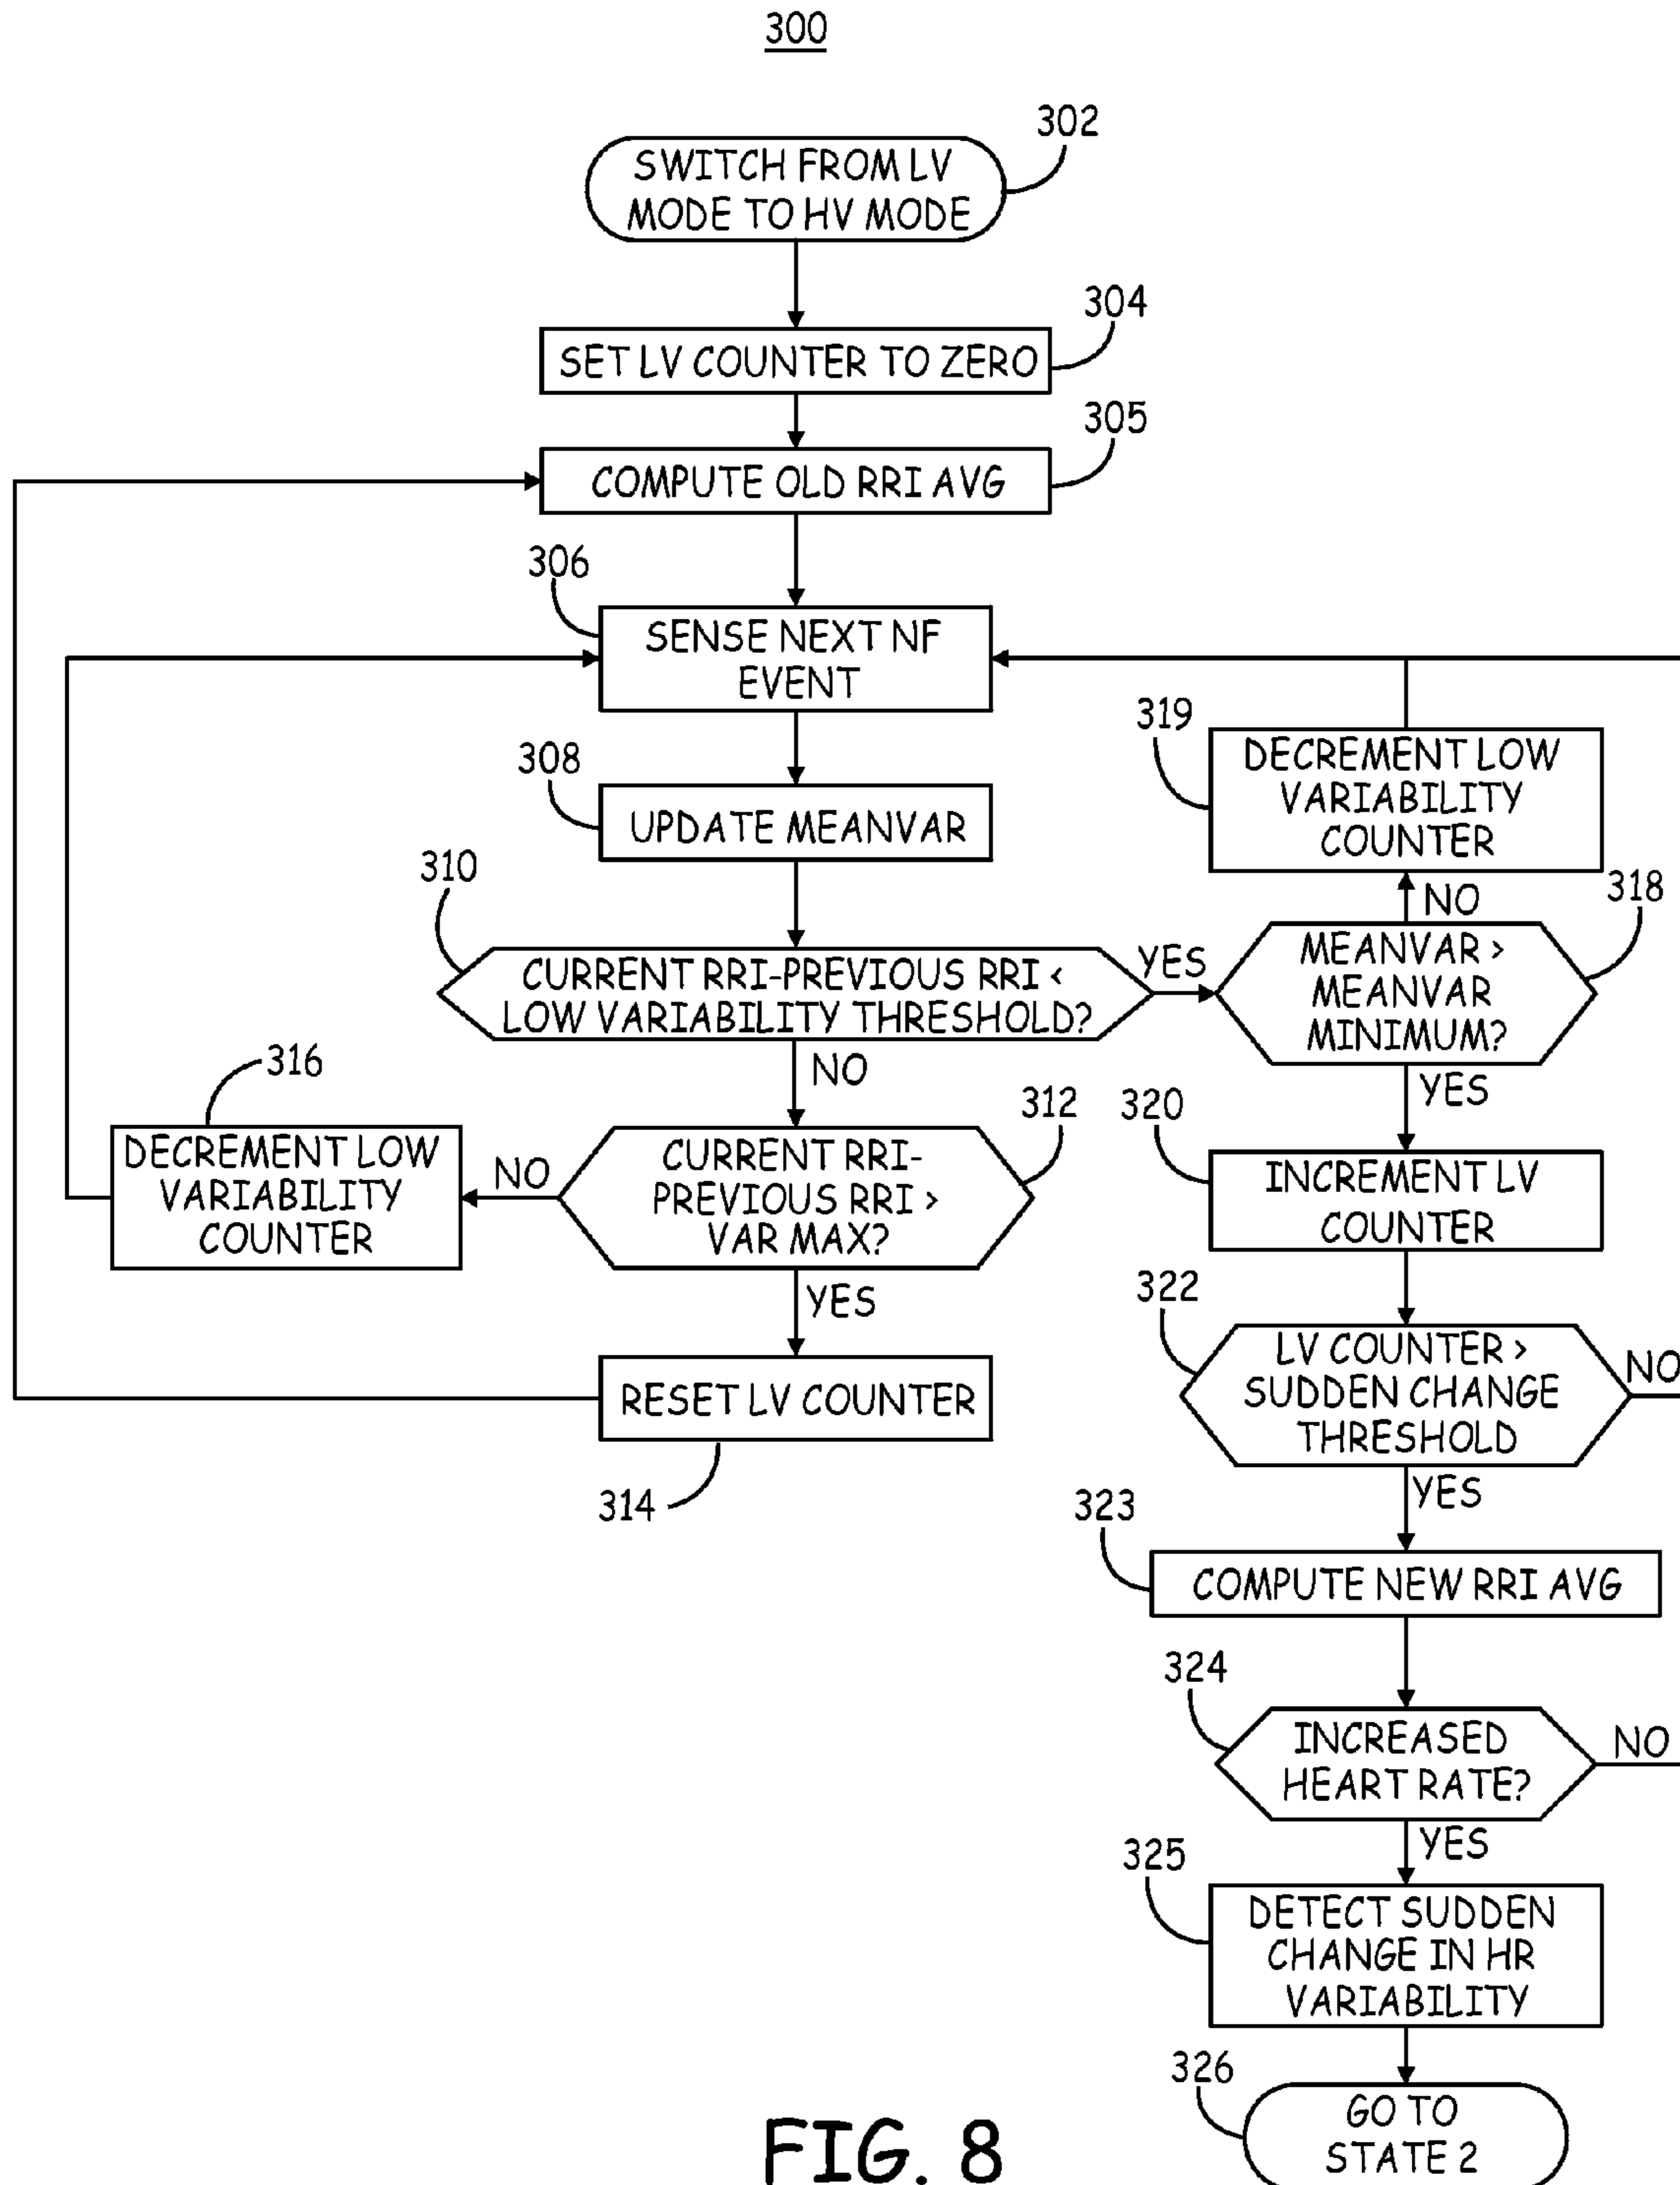 300
302
SWITCH FROM LV
MODE TO HV MODE
304
SET LV COUNTER TO ZERO
305
COMPUTE OLD RRI AVG
306
SENSE NEXT NF
EVENT
308
UPDATE MEANVAR
319
DECREMENT LOW
VARIABILITY
COUNTER
310
CURRENT RRI-PREVIOUS RRI <
LOW VARIABILITY THRESHOLD?
YES
NO
318
MEANVAR >
MEANVAR
MINIMUM?
NO
YES
316
DECREMENT LOW
VARIABILITY
COUNTER
NO
312
CURRENT RRI-
PREVIOUS RRI >
VAR MAX?
YES
320
INCREMENT LV
COUNTER
RESET LV COUNTER
314
322
LV COUNTER >
SUDDEN CHANGE
THRESHOLD
NO
YES
323
COMPUTE NEW RRI AVG
324
INCREASED
HEART RATE?
NO
YES
325
DETECT SUDDEN
CHANGE IN HR
VARIABILITY
326
GO TO
STATE 2
FIG. 8